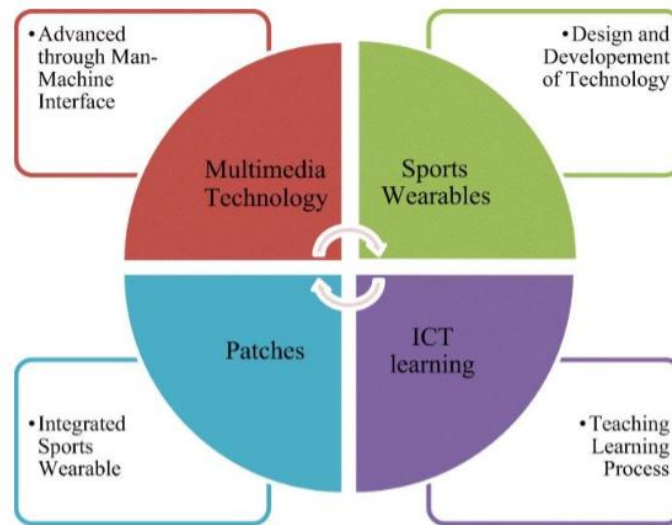 •Advanced
through Man-
Machine
Interface
•Design and
Developement
of Technology
Multimedia
Technology
Sports
Wearables
Patches
ICT
learning
•Integrated
Sports
Wearable
•Teaching
Learning
Process